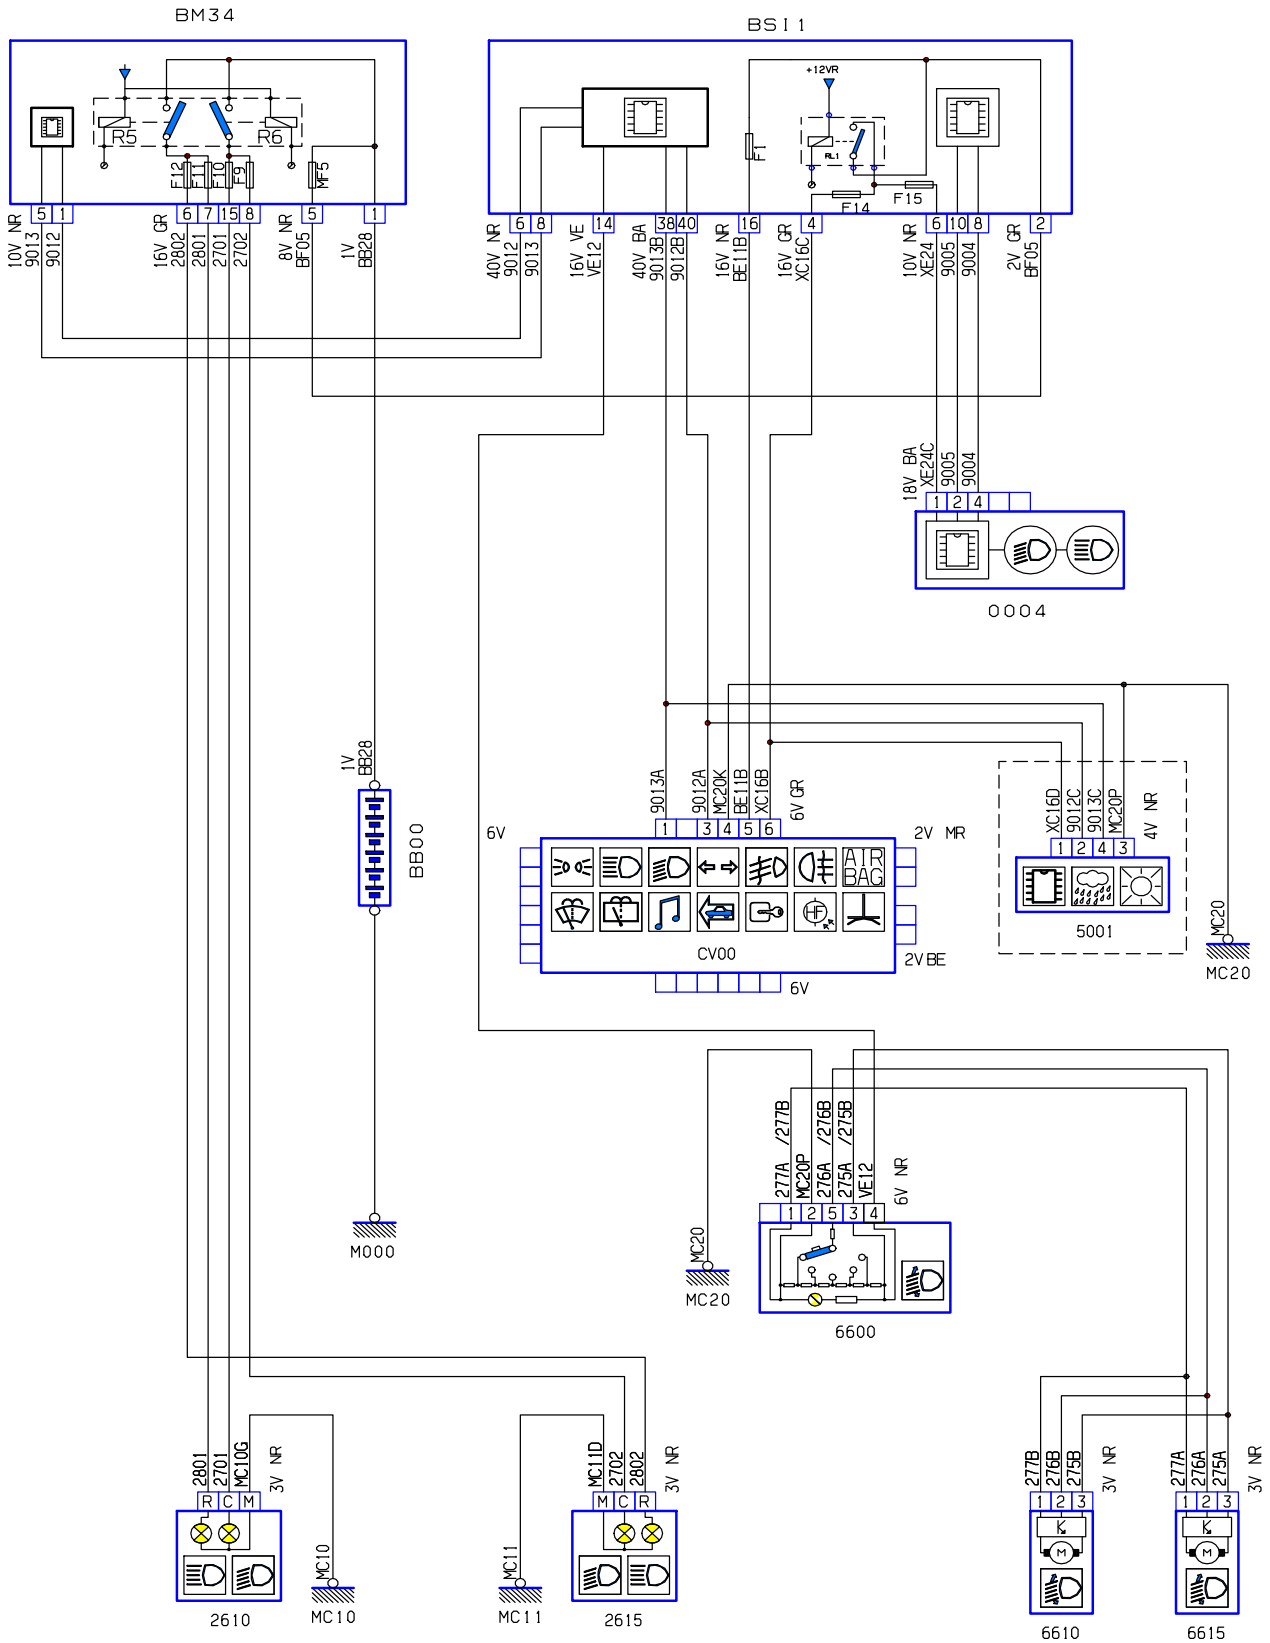 BM34
BSI1
+12VR
R5
R6
RL1
F12
F11
F10
F9
MF5
F1
F14
F15
5 1
6 7 15 8
5
1
6 8
14
38 40
16
4
6 10 8
2
10V NR
9013
9012
16V GR
2802
2801
2701
2702
8V NR
BF05
1V
BB28
40V NR
9012
9013
16V VE
VE12
40V BA
9013B
9012B
16V NR
BE11B
16V GR
XC16C
10V NR
XE24
9005
9004
2V GR
BF05
18V BA
XE24C
9005
9004
1 2 4
0004
1V
BB28
BB00
9013A
9012A
MC20K
BE11B
XC16B
6V GR
1 3 4 5 6
6V
2V MR
AIR
BAG
HF
CV00
2V BE
6V
XC16D
9012C
9013C
MC20P
4V NR
1 2 4 3
5001
MC20
MC20
277A /277B
MC20P
276A /276B
275A /275B
VE12
6V NR
1 2 5 3 4
6600
M000
MC20
MC20
2801
2701
MC10G
3V NR
R C M
2610
MC10
MC10
MC11
MC11
MC11D
2702
2802
3V NR
M C R
2615
277B
276B
275B
3V NR
1 2 3
M
6610
277A
276A
275A
3V NR
1 2 3
M
6615